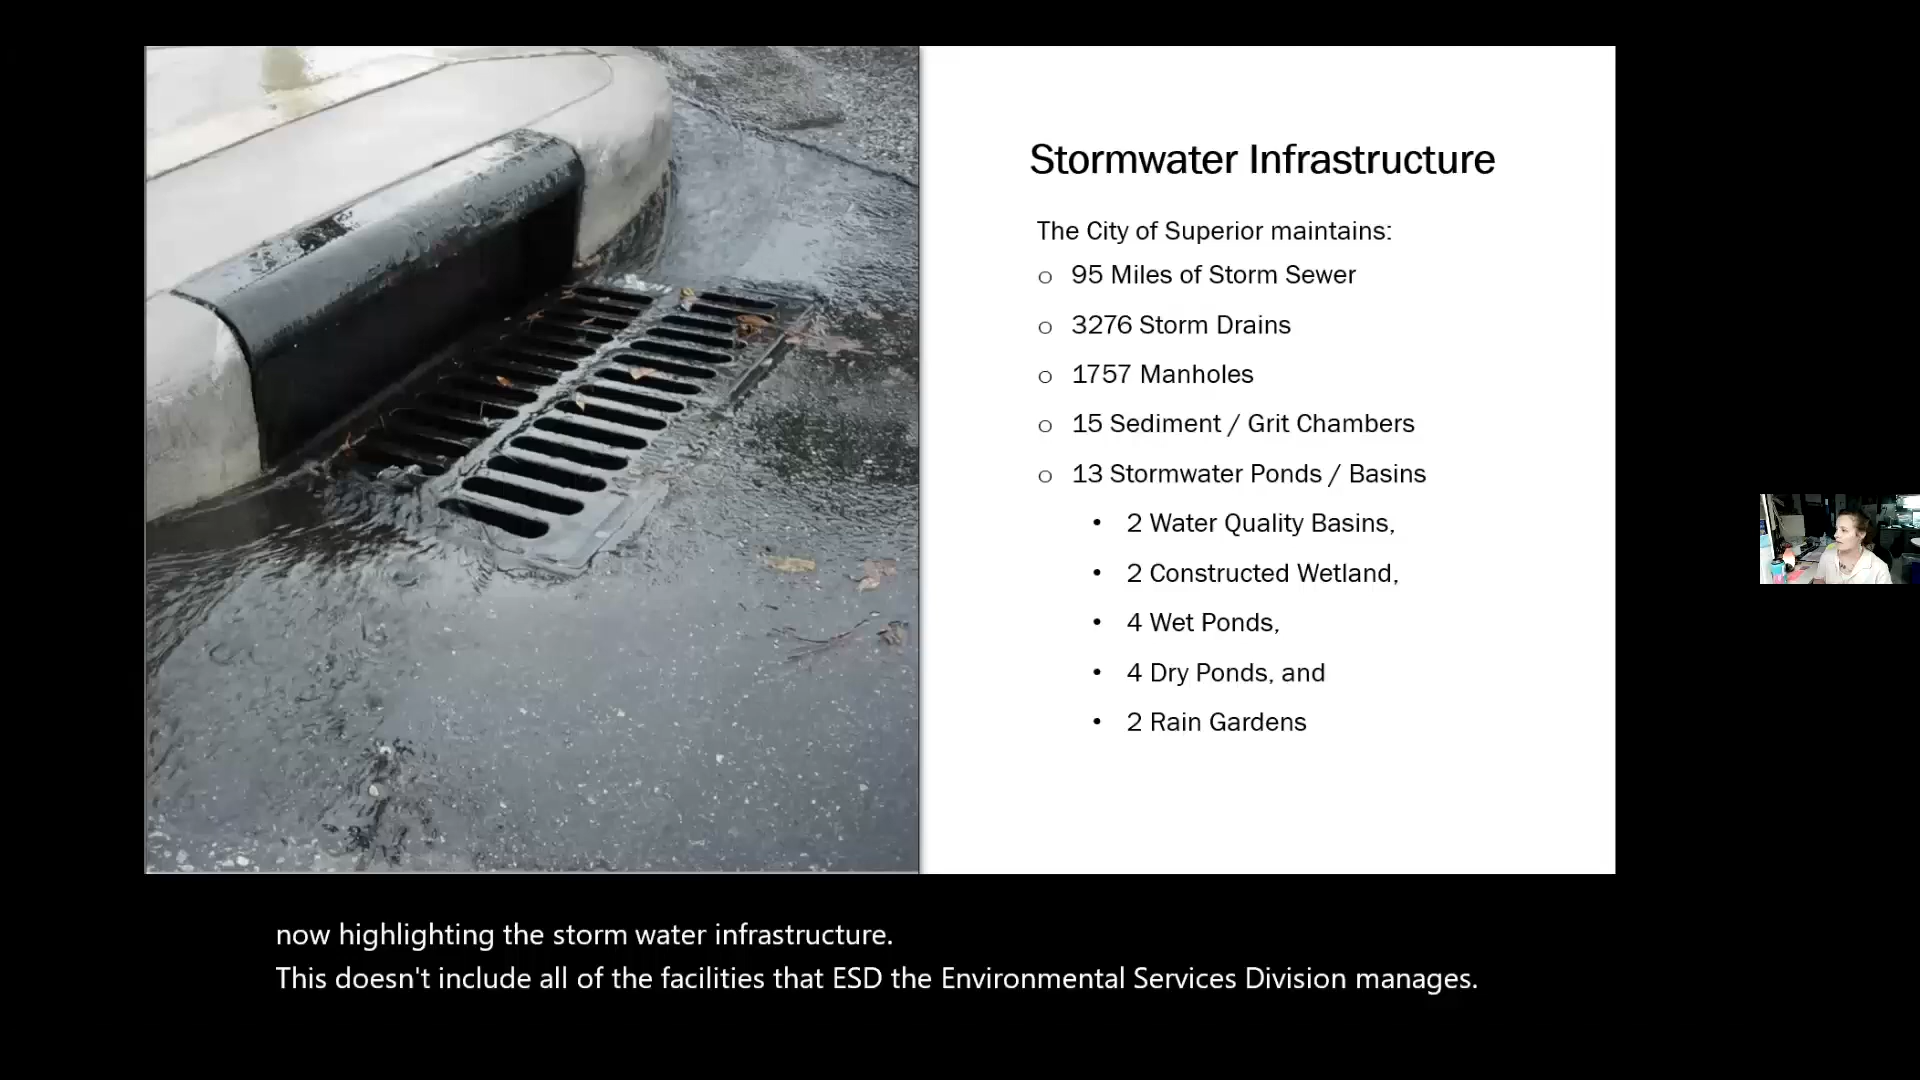 Stormwater Infrastructure
The City of Superior maintains:
o 95 Miles of Storm Sewer
o 3276 Storm Drains
o 1757 Manholes
o 15 Sediment / Grit Chambers
o 13 Stormwater Ponds / Basins
• 2 Water Quality Basins,
• 2 Constructed Wetland,
• 4 Wet Ponds,
• 4 Dry Ponds, and
• 2 Rain Gardens
now highlighting the storm water infrastructure.
This doesn't include all of the facilities that ESD the Environmental Services Division manages.